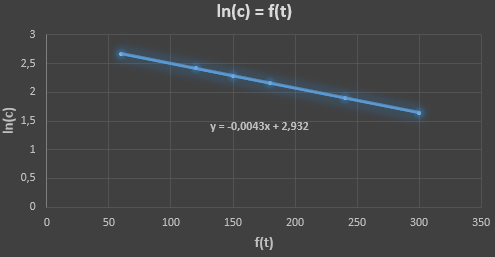 ln(c) = f(t)
3
2,5
2
1,5
1
0,5
0
ln(c)
y = -0,0043x + 2,932
0 50 100 150 200 250 300 350
f(t)